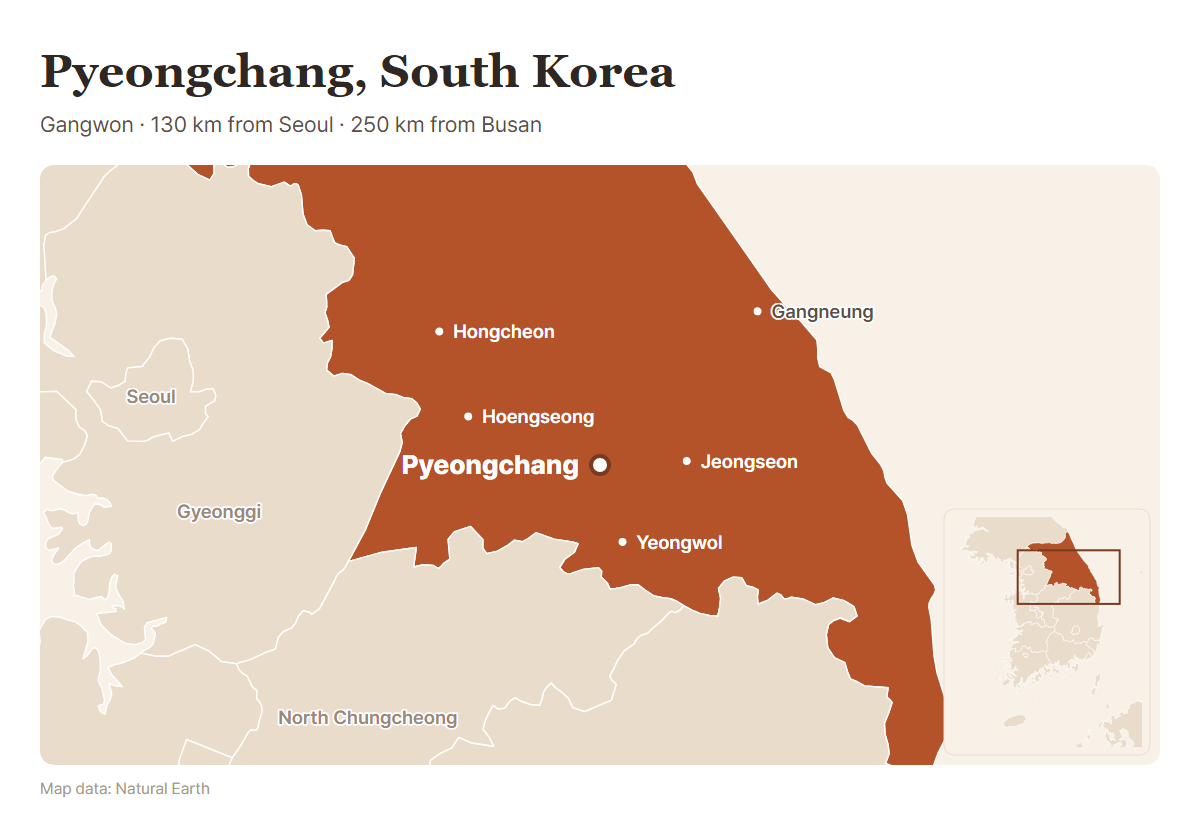 Pyeongchang, South Korea
Gangwon · 130 km from Seoul · 250 km from Busan
Gangneung
Hongcheon
Seoul
Hoengseong
Pyeongchang
Jeongseon
Gyeonggi
Yeongwol
North Chungcheong
Map data: Natural Earth